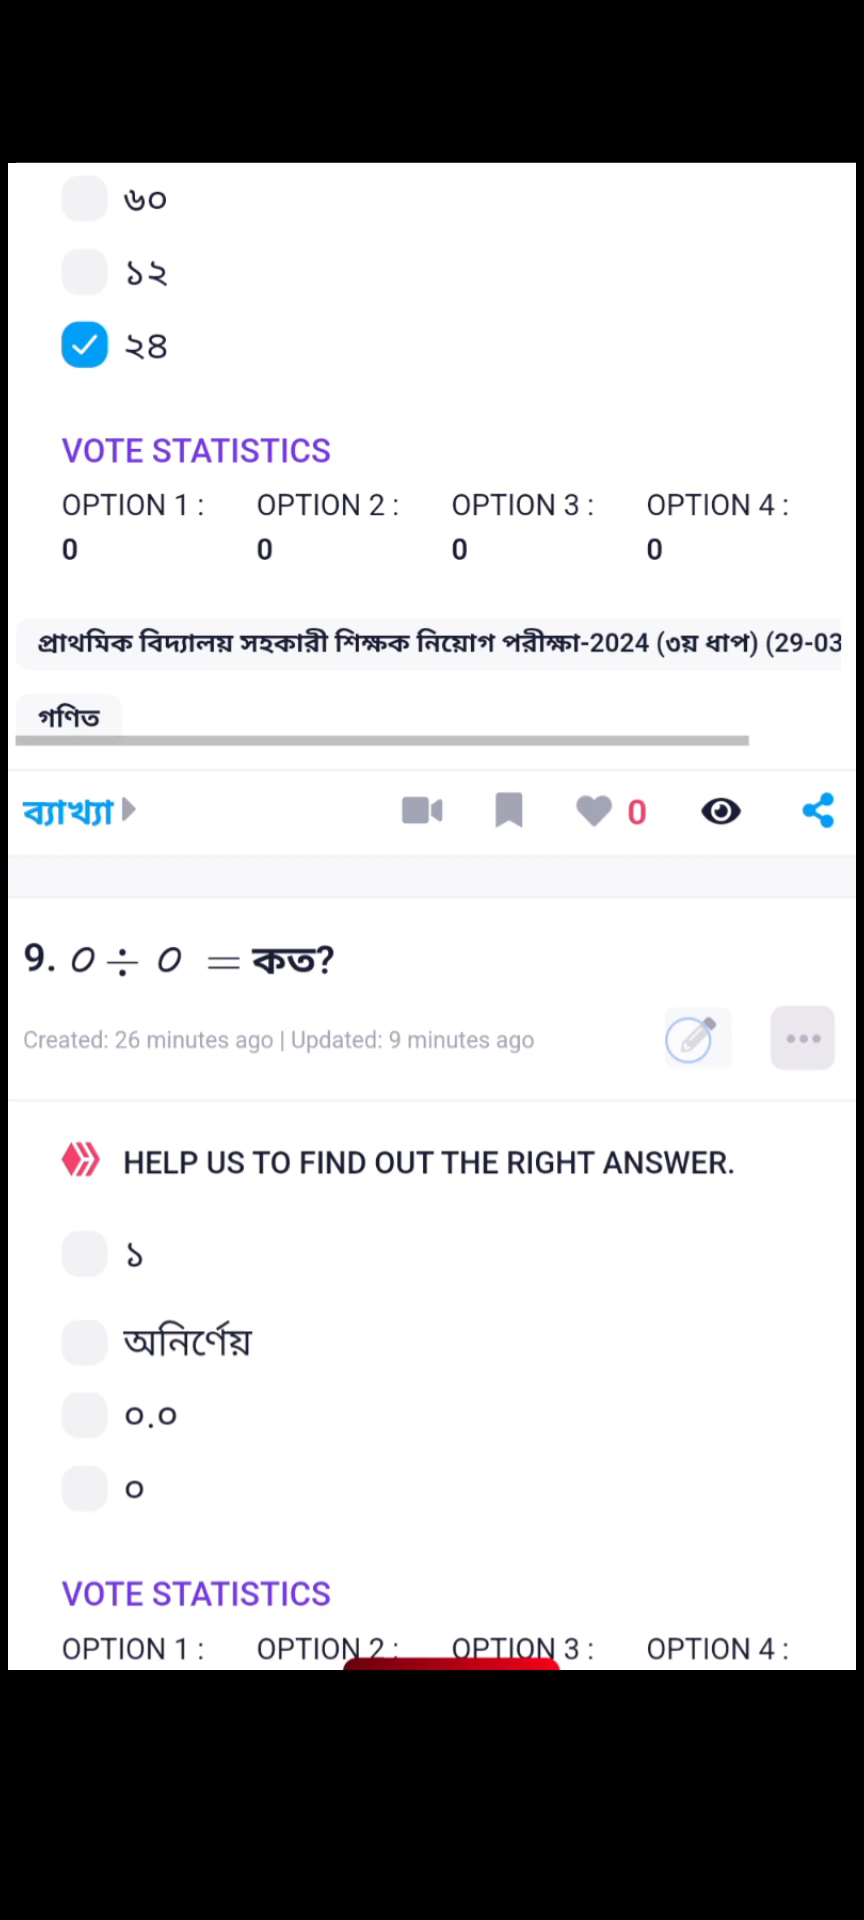 ৬০
১২
২৪
VOTE STATISTICS
OPTION 1 : OPTION 2 : OPTION 3 : OPTION 4 :
0 0 0 0
প্রাথমিক বিদ্যালয় সহকারী শিক্ষক নিয়োগ পরীক্ষা-2024 (৩য় ধাপ) (29-03
গণিত
ব্যাখ্যা
0
9. 0 ÷ 0 = কত?
Created: 26 minutes ago | Updated: 9 minutes ago
HELP US TO FIND OUT THE RIGHT ANSWER.
১
অনির্ণেয়
০.০
০
VOTE STATISTICS
OPTION 1 : OPTION 2 : OPTION 3 : OPTION 4 :